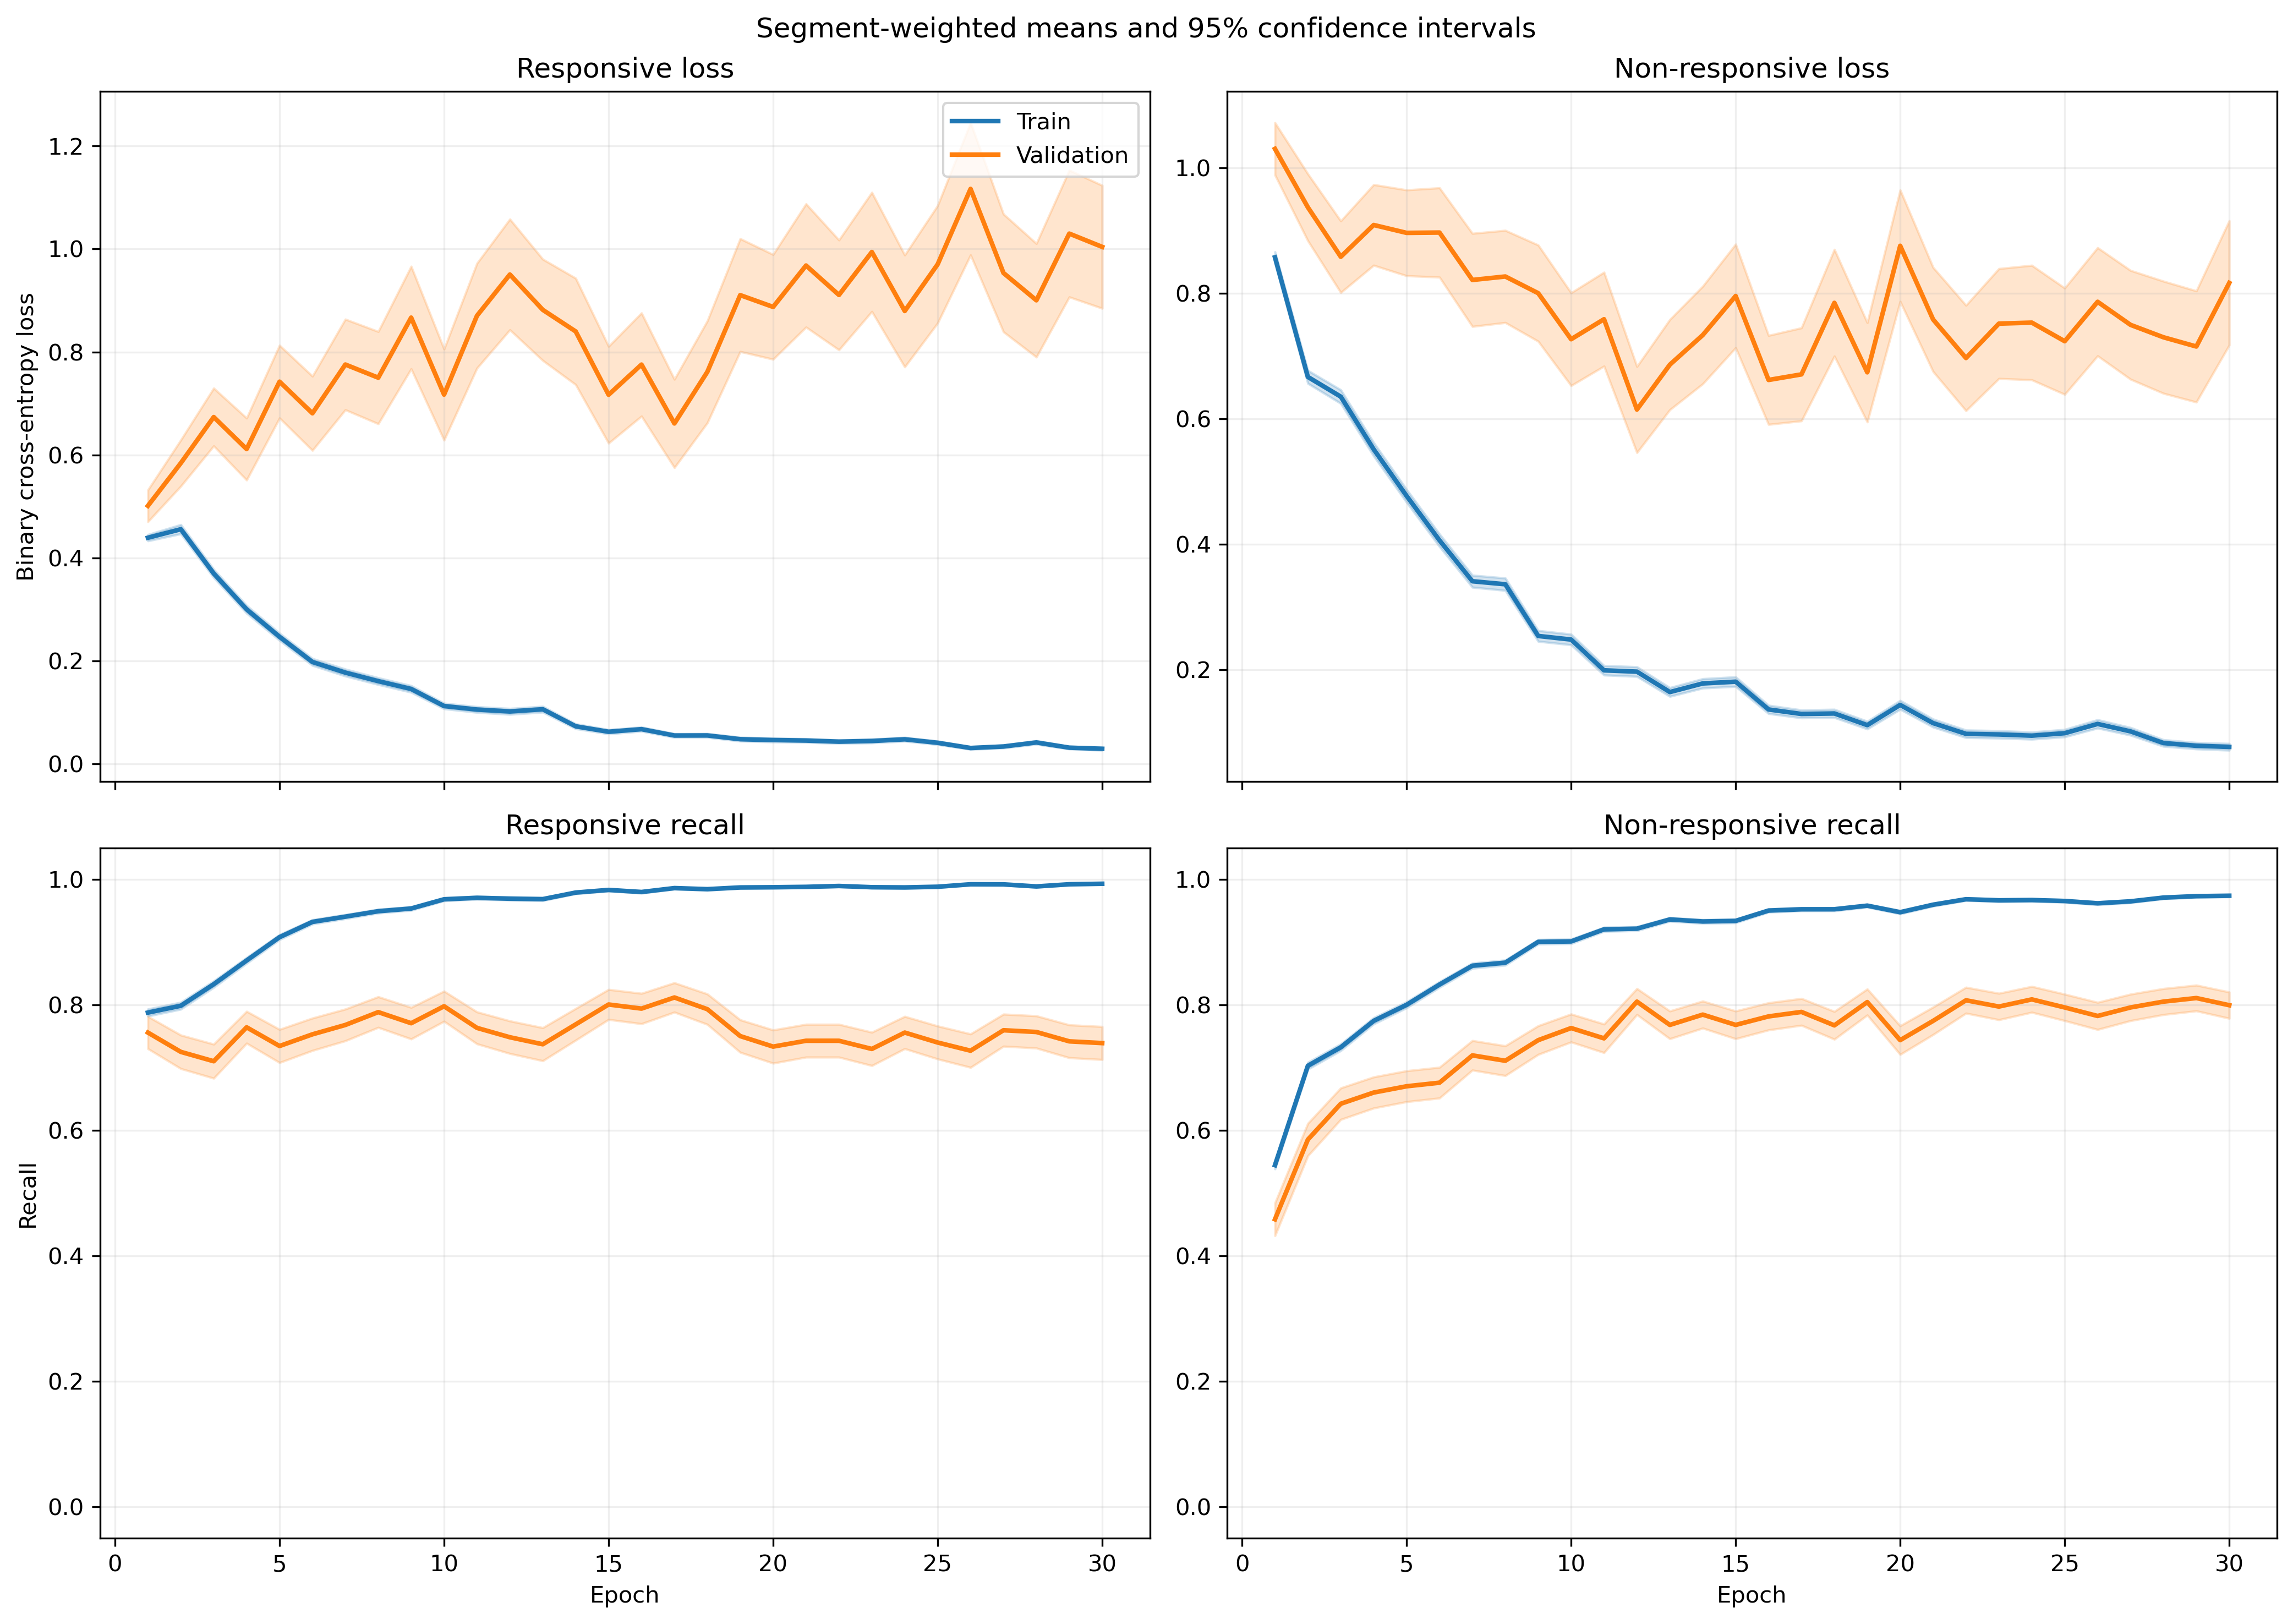 Segment-weighted means and 95% confidence intervals
Responsive loss
Non-responsive loss
Binary cross-entropy loss
1.2
1.0
0.8
0.6
0.4
0.2
0.0
Train
Validation
1.0
0.8
0.6
0.4
0.2
Responsive recall
Non-responsive recall
Recall
1.0
0.8
0.6
0.4
0.2
0.0
0 5 10 15 20 25 30
Epoch
1.0
0.8
0.6
0.4
0.2
0.0
0 5 10 15 20 25 30
Epoch